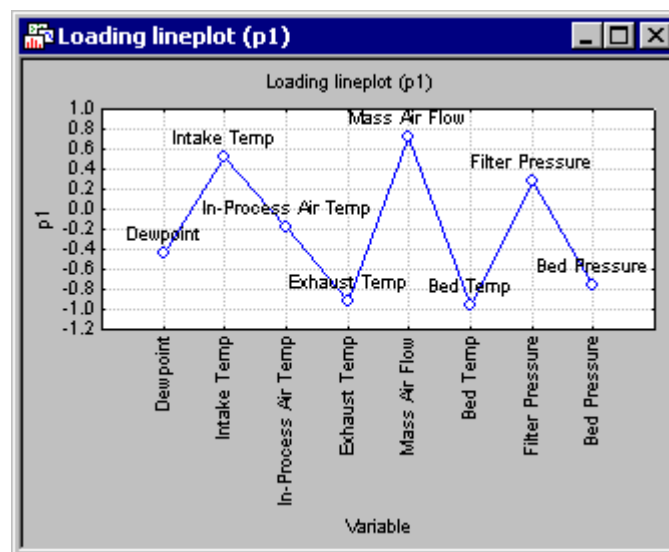 Loading lineplot (p1)
Loading lineplot (p1)
1.0
0.8
0.6
0.4
0.2
0.0
-0.2
-0.4
-0.6
-0.8
-1.0
-1.2
p1
Dewpoint
Intake Temp
In-Process Air Temp
Exhaust Temp
Mass Air Flow
Bed Temp
Filter Pressure
Bed Pressure
Dewpoint
Intake Temp
In-Process Air Temp
Exhaust Temp
Mass Air Flow
Bed Temp
Filter Pressure
Bed Pressure
Variable